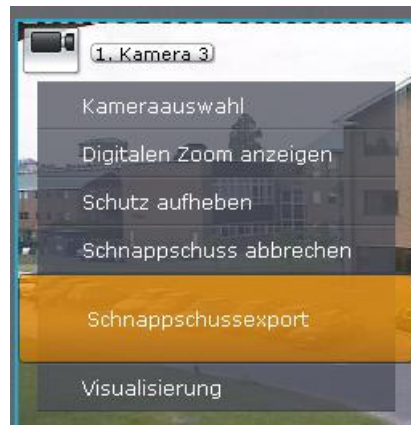 1. Kamera 3
Kameraauswahl
Digitalen Zoom anzeigen
Schutz aufheben
Schnappschuss abbrechen
Schnappschussexport
Visualisierung